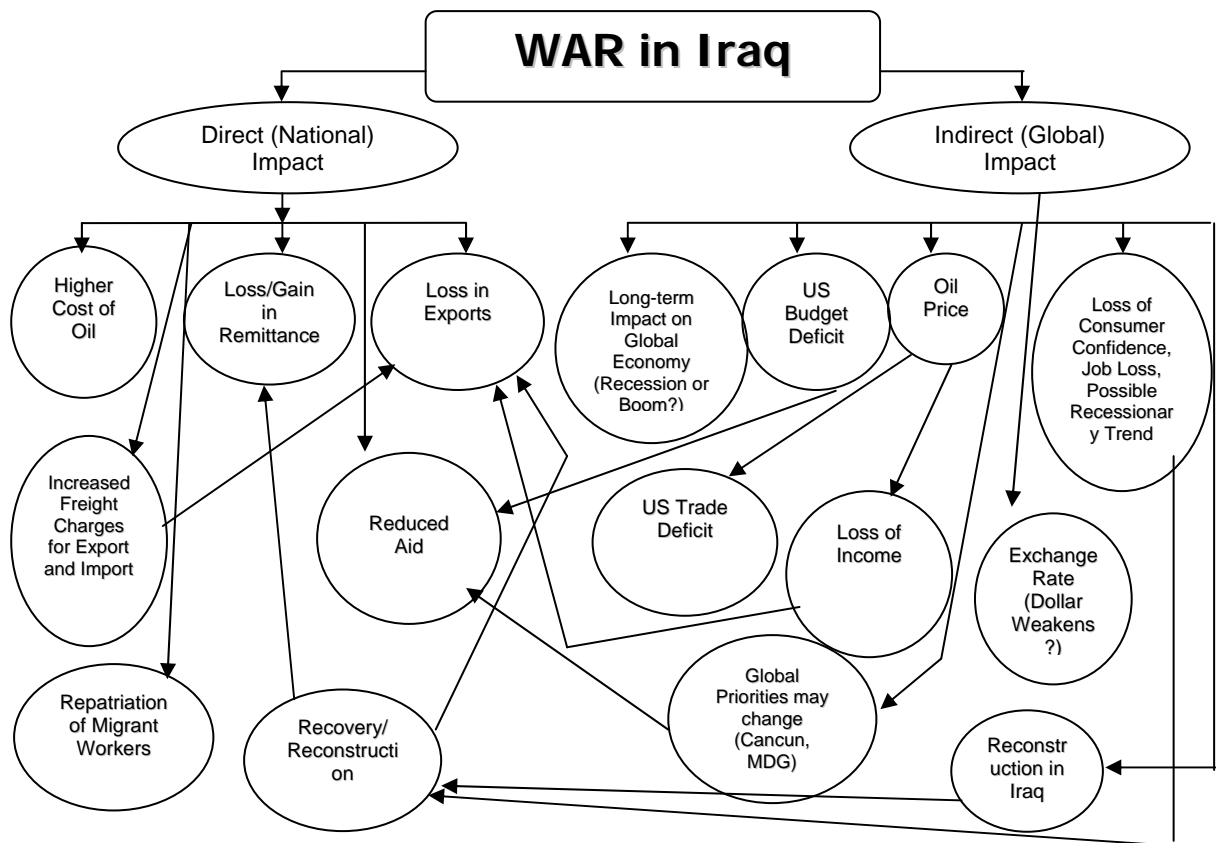 WAR in Iraq
Direct (National)
Impact
Indirect (Global)
Impact
Higher
Cost of
Oil
Loss/Gain
in
Remittance
Loss in
Exports
Long-term
Impact on
Global
Economy
(Recession or
Boom?)
US
Budget
Deficit
Oil
Price
Loss of
Consumer
Confidence,
Job Loss,
Possible
Recessionar
y Trend
Increased
Freight
Charges
for Export
and Import
Reduced
Aid
US Trade
Deficit
Loss of
Income
Exchange
Rate
(Dollar
Weakens
?)
Repatriation
of Migrant
Workers
Recovery/
Reconstructi
on
Global
Priorities may
change
(Cancun,
MDG)
Reconstr
uction in
Iraq